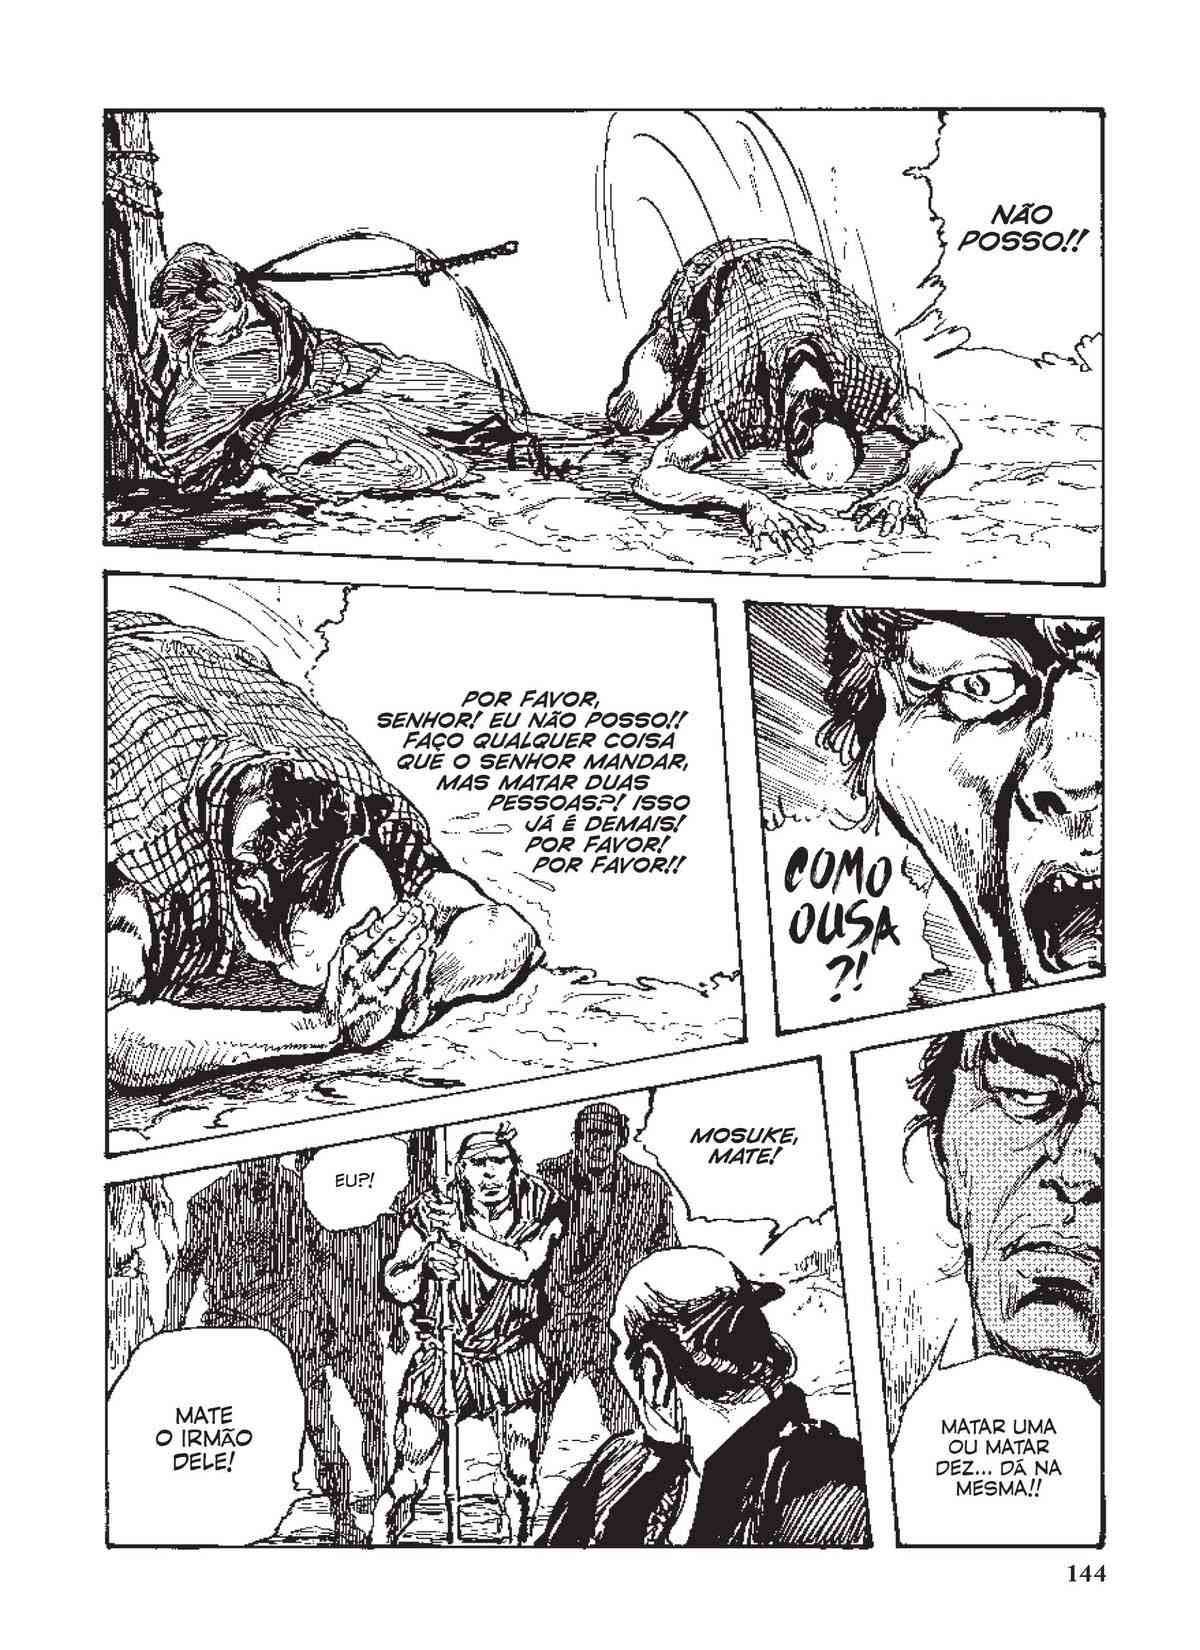 NÃO
POSSO!!
POR FAVOR,
SENHOR! EU NÃO POSSO!!
FAÇO QUALQUER COISA
QUE O SENHOR MANDAR,
MAS MATAR DUAS
PESSOAS?! ISSO
JÁ É DEMAIS!
POR FAVOR!
POR FAVOR!!
COMO
OUSA
?!
MATAR UMA
OU MATAR
DEZ... DÁ NA
MESMA!!
MOSUKE,
MATE!
EU?!
MATE
O IRMÃO
DELE!
144